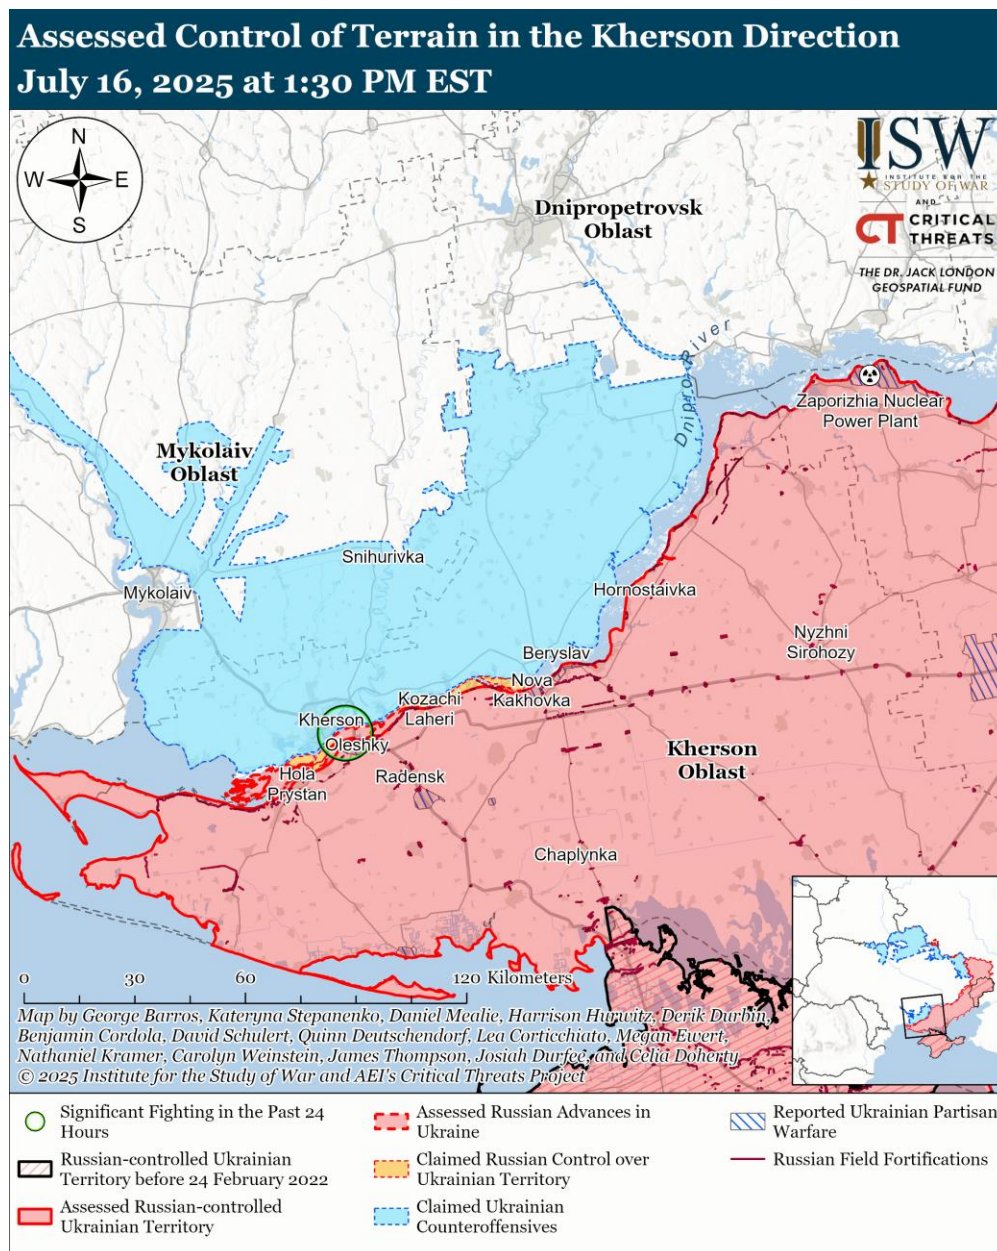 Assessed Control of Terrain in the Kherson Direction
July 16, 2025 at 1:30 PM EST
N
W
E
S
ISW
INSTITUTE FOR THE
STUDY OF WAR
AND
CT CRITICAL
THREATS
THE DR. JACK LONDON
GEOSPATIAL FUND
Dnipropetrovsk
Oblast
Dnipro River
Zaporizhia Nuclear
Power Plant
Mykolaiv
Oblast
Snihurivka
Mykolaiv
Hornostaivka
Nyzhni
Sirohozy
Beryslav
Nova
Kakhovka
Kozachi
Laheri
Kherson
Oleshky
Kherson
Oblast
Hola
Prystan
Radensk
Chaplynka
0 30 60 120 Kilometers
Map by George Barros, Kateryna Stepanenko, Daniel Mealie, Harrison Hurwitz, Derik Durbin,
Benjamin Cordola, David Schulert, Quinn Deutschendorf, Lea Corticchiato, Megan Ewert,
Nathaniel Kramer, Carolyn Weinstein, James Thompson, Josiah Durfee, and Celia Doherty
© 2025 Institute for the Study of War and AEI's Critical Threats Project
Significant Fighting in the Past 24
Hours
Russian-controlled Ukrainian
Territory before 24 February 2022
Assessed Russian-controlled
Ukrainian Territory
Assessed Russian Advances in
Ukraine
Claimed Russian Control over
Ukrainian Territory
Claimed Ukrainian
Counteroffensives
Reported Ukrainian Partisan
Warfare
Russian Field Fortifications